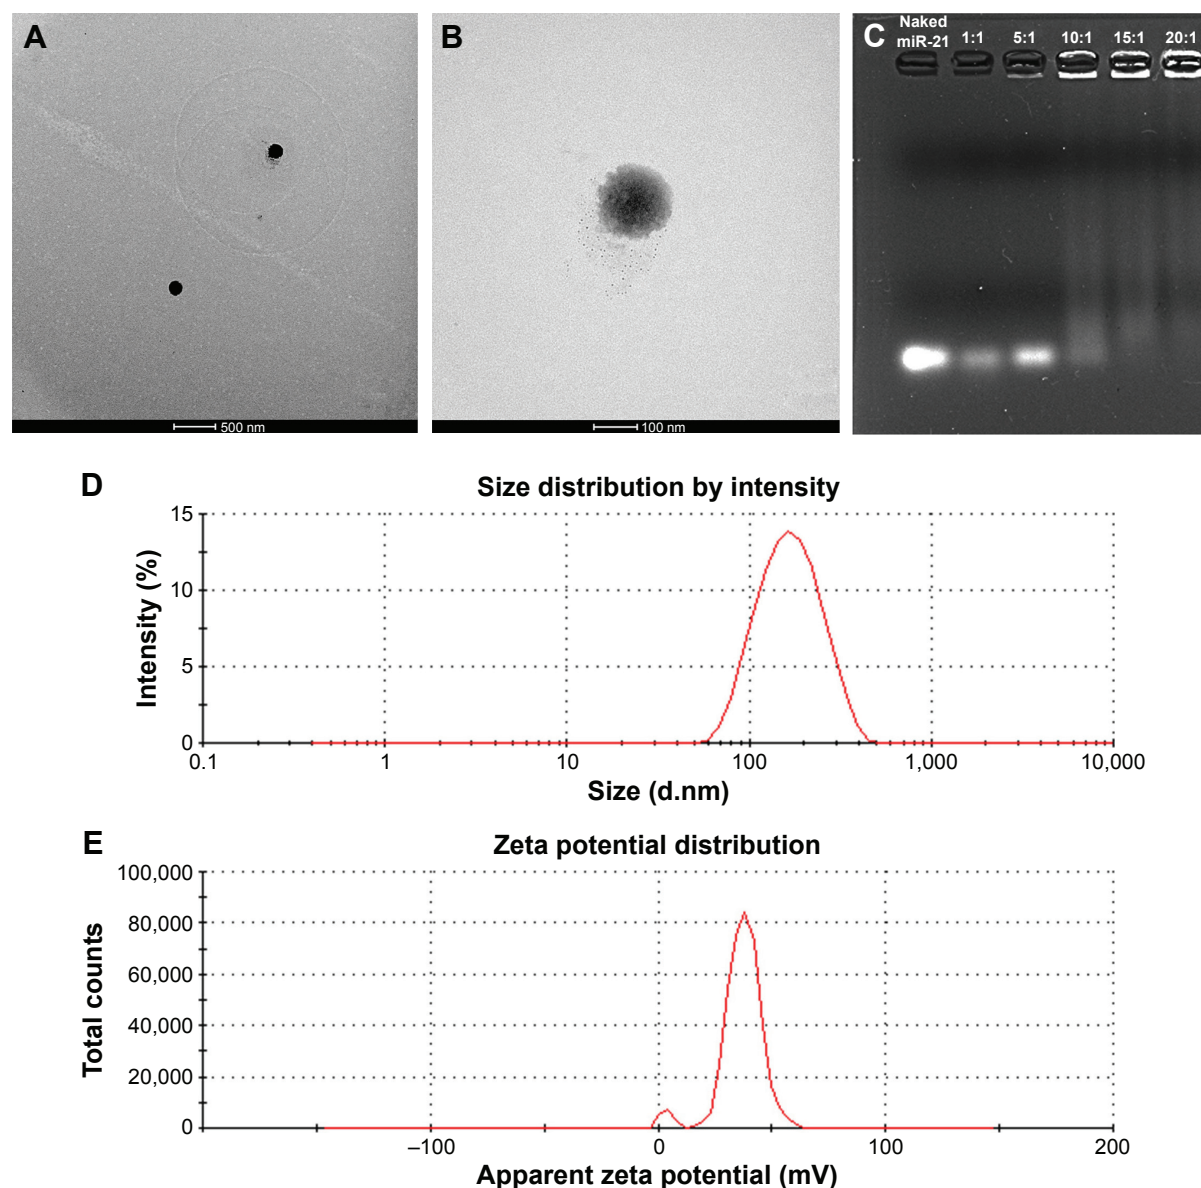 A
500 nm
B
100 nm
C
Naked
miR-21 1:1 5:1 10:1 15:1 20:1
D
Size distribution by intensity
15
10
5
0
Intensity (%)
0.1 1 10 100 1,000 10,000
Size (d.nm)
E
Zeta potential distribution
100,000
80,000
60,000
40,000
20,000
0
Total counts
–100 0 100 200
Apparent zeta potential (mV)